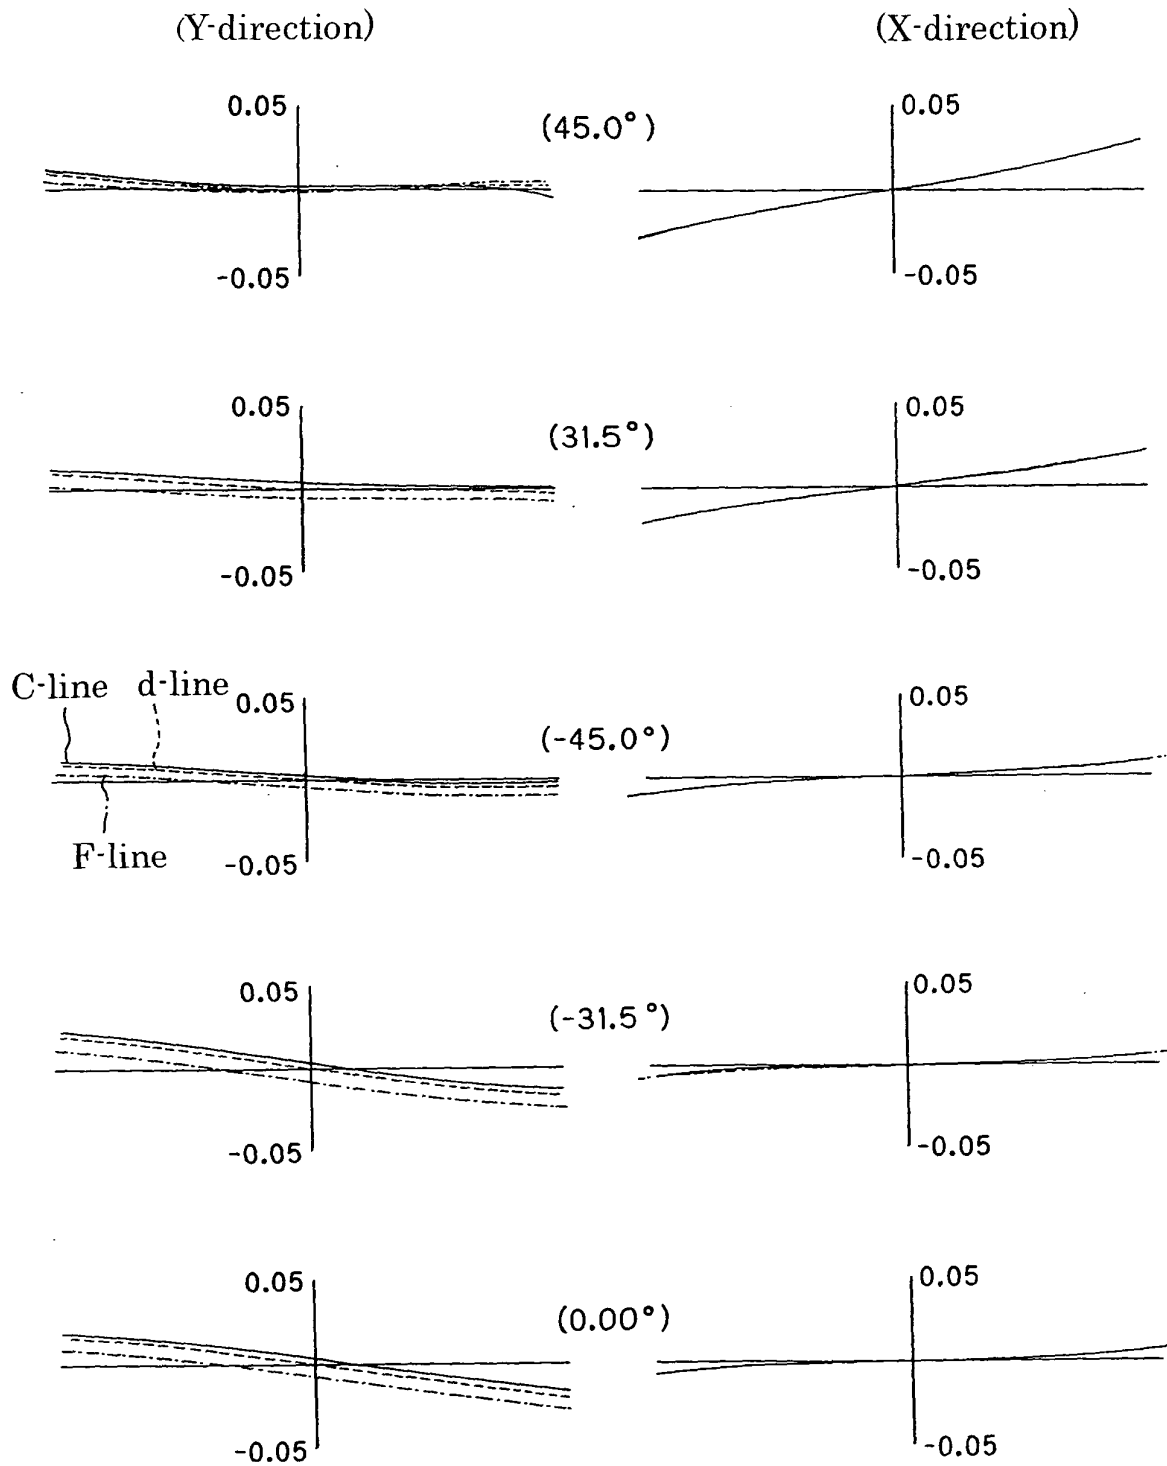 (Y-direction) (X-direction)
0.05 (45.0°) 0.05
-0.05 -0.05
0.05 (31.5°) 0.05
-0.05 -0.05
C-line d-line 0.05 (-45.0°) 0.05
F-line -0.05 -0.05
0.05 (-31.5°) 0.05
-0.05 -0.05
0.05 (0.00°) 0.05
-0.05 -0.05